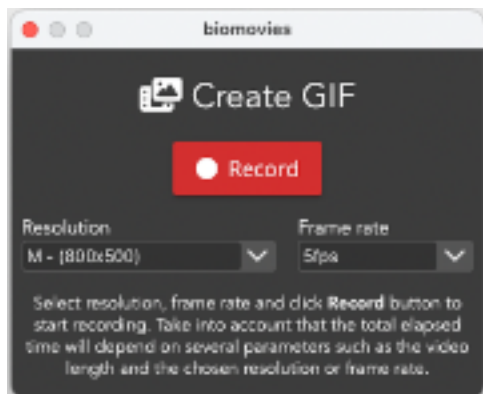 biomovies
Create GIF
Record
Resolution
Frame rate
M - (800x500)
5fps
Select resolution, frame rate and click Record button to
start recording. Take into account that the total elapsed
time will depend on several parameters such as the video
length and the chosen resolution or frame rate.